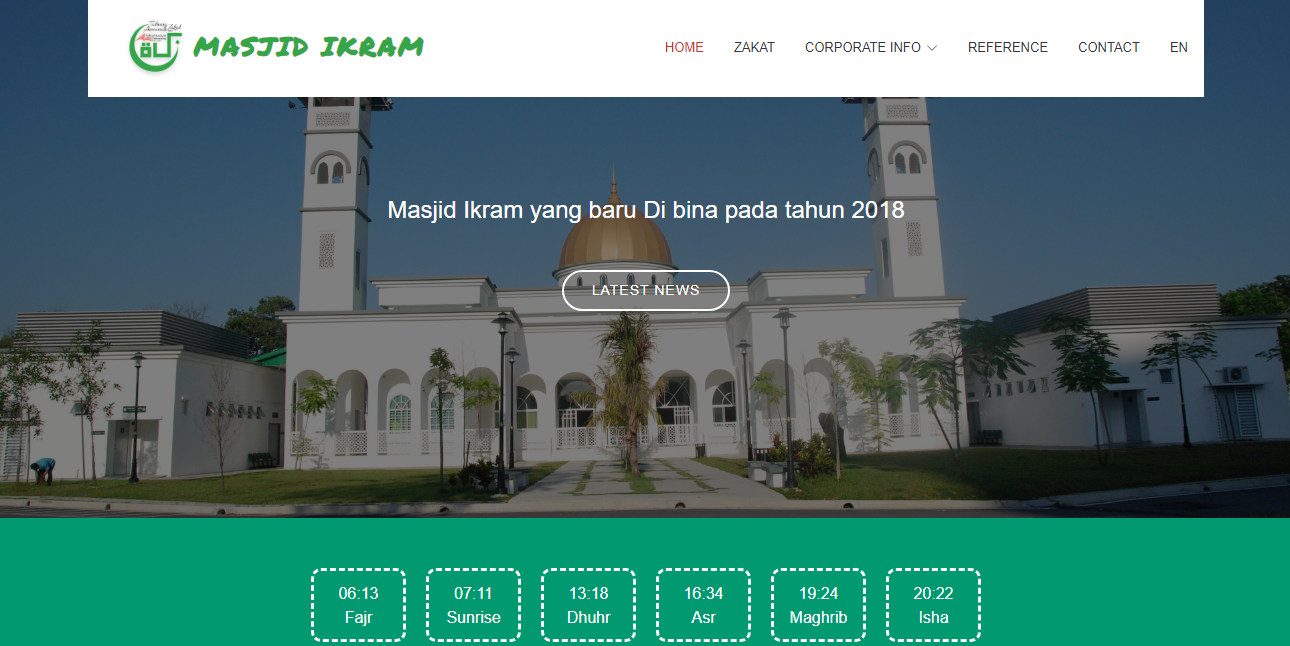 MASJID IKRAM
HOME ZAKAT CORPORATE INFO REFERENCE CONTACT EN
Masjid Ikram yang baru Di bina pada tahun 2018
LATEST NEWS
06:13 07:11 13:18 16:34 19:24 20:22
Fajr Sunrise Dhuhr Asr Maghrib Isha